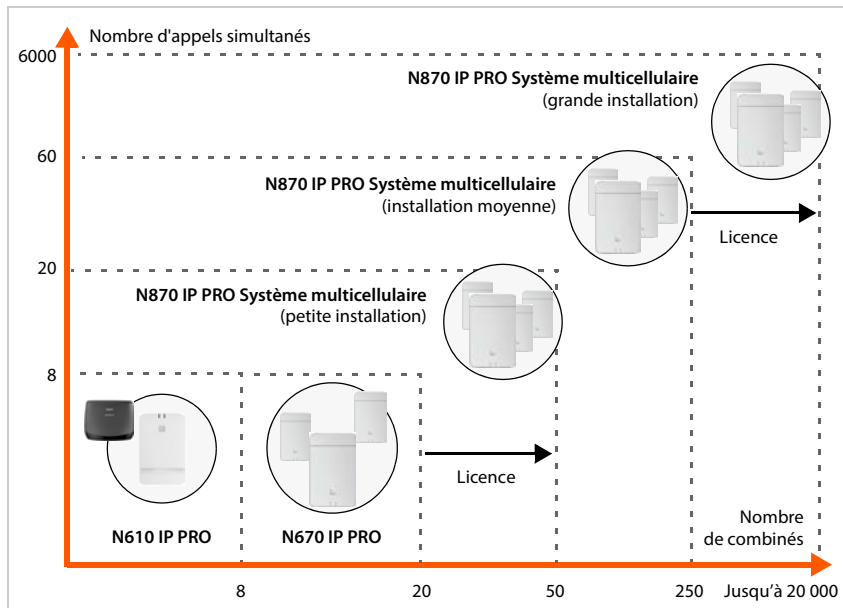 Nombre d'appels simultanés
6000
N870 IP PRO Système multicellulaire
(grande installation)
60
N870 IP PRO Système multicellulaire
(installation moyenne)
Licence
20
N870 IP PRO Système multicellulaire
(petite installation)
8
Licence
N610 IP PRO
N670 IP PRO
Nombre
de combinés
8
20
50
250
Jusqu'à 20 000